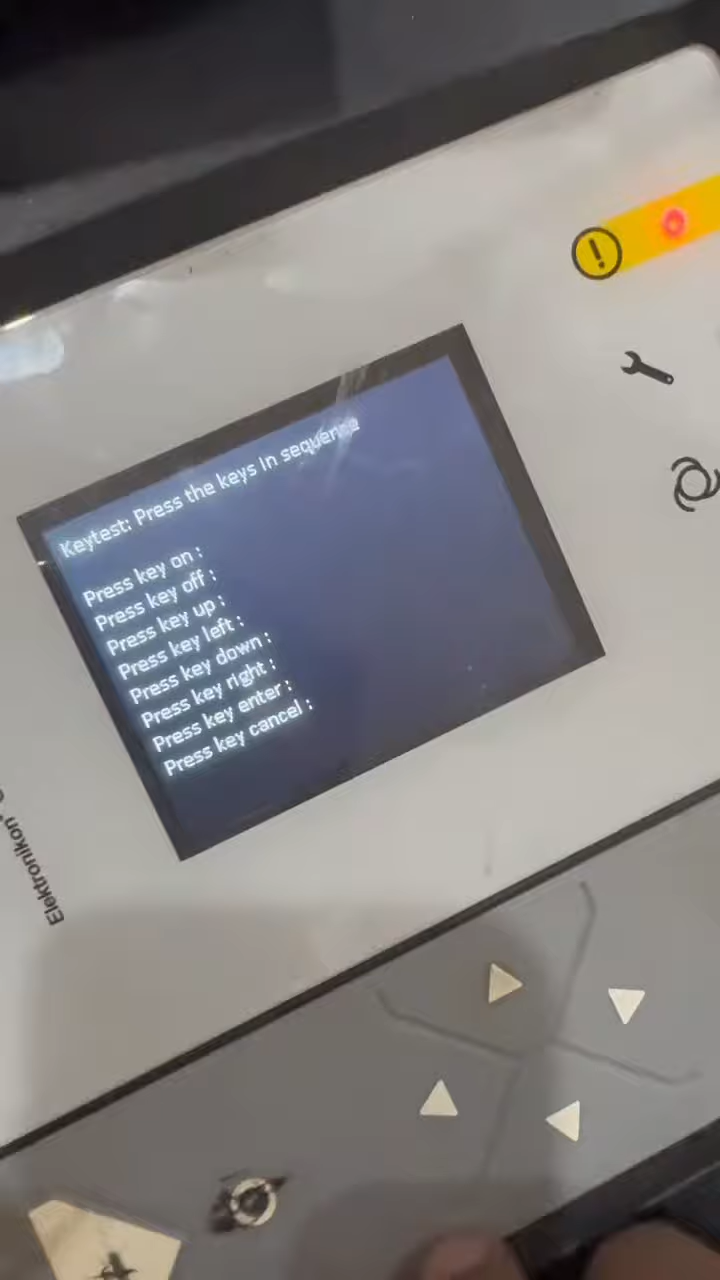 Keytest: Press the keys in sequence
Press key on :
Press key off :
Press key up :
Press key left :
Press key down :
Press key right :
Press key enter :
Press key cancel :
Elektronikon